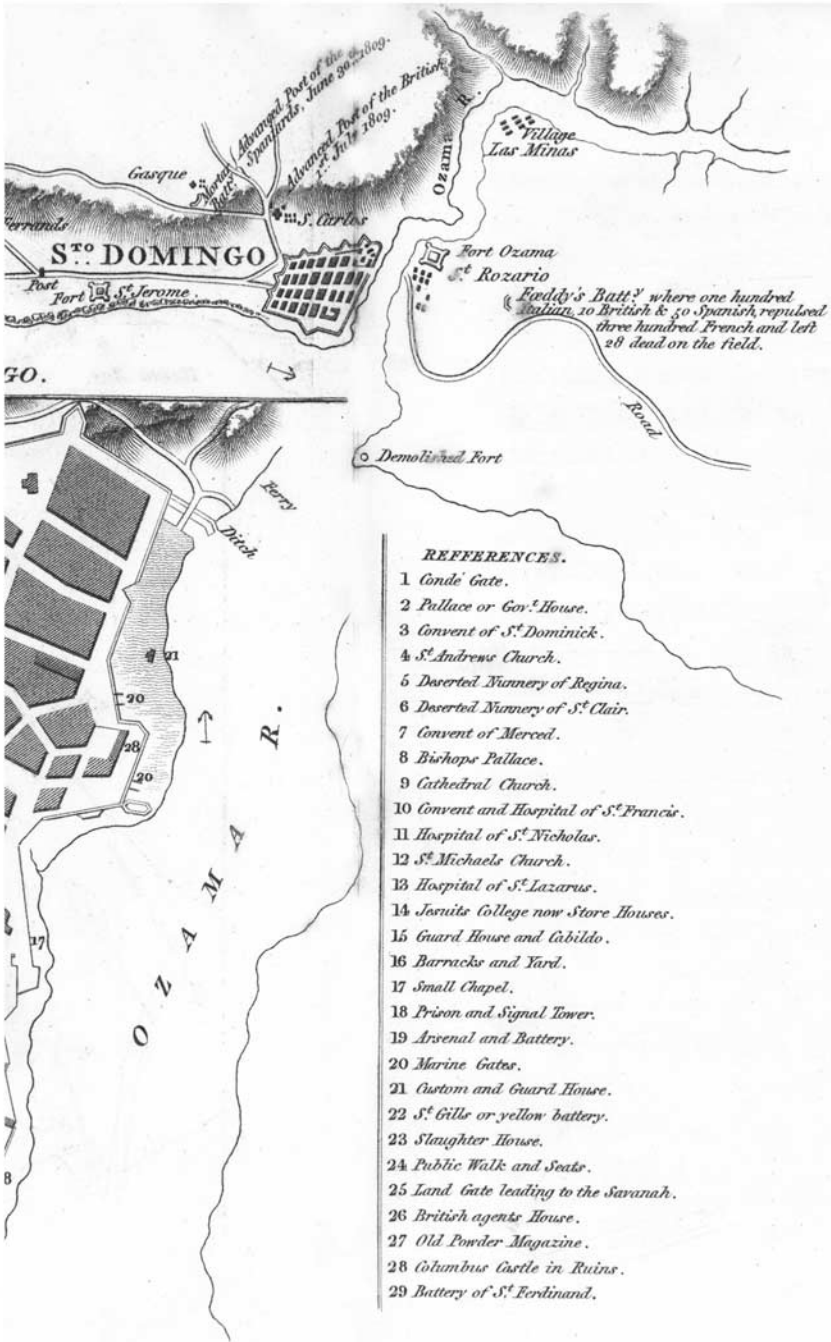 Advanced Post of the
Spaniards, June 30th 1809.
Advanced Post of the British
1st July 1809.
Gasque
Mortar
Batty.
Ferrands
S. Carlos
STO. DOMINGO
Post
Fort St. Jerome.
Ozama R.
Village
Las Minas
Fort Ozama
St. Rozario
Fœddy's Batty. where one hundred
Italian, 10 British & 50 Spanish, repulsed
three hundred French and left
28 dead on the field.
Road
GO.
Demolished Fort
Ferry
Ditch
21
20
28
20
17
8
OZAMA R.
REFFERENCES.
1 Condé Gate.
2 Pallace or Govt. House.
3 Convent of St. Dominick.
4 St. Andrews Church.
5 Deserted Nunnery of Regina.
6 Deserted Nunnery of St. Clair.
7 Convent of Merced.
8 Bishops Pallace.
9 Cathedral Church.
10 Convent and Hospital of St. Francis.
11 Hospital of St. Nicholas.
12 St. Michaels Church.
13 Hospital of St. Lazarus.
14 Jesuits College now Store Houses.
15 Guard House and Cabildo.
16 Barracks and Yard.
17 Small Chapel.
18 Prison and Signal Tower.
19 Arsenal and Battery.
20 Marine Gates.
21 Custom and Guard House.
22 St. Gills or yellow battery.
23 Slaughter House.
24 Public Walk and Seats.
25 Land Gate leading to the Savanah.
26 British agents House.
27 Old Powder Magazine.
28 Columbus Castle in Ruins.
29 Battery of St. Ferdinand.